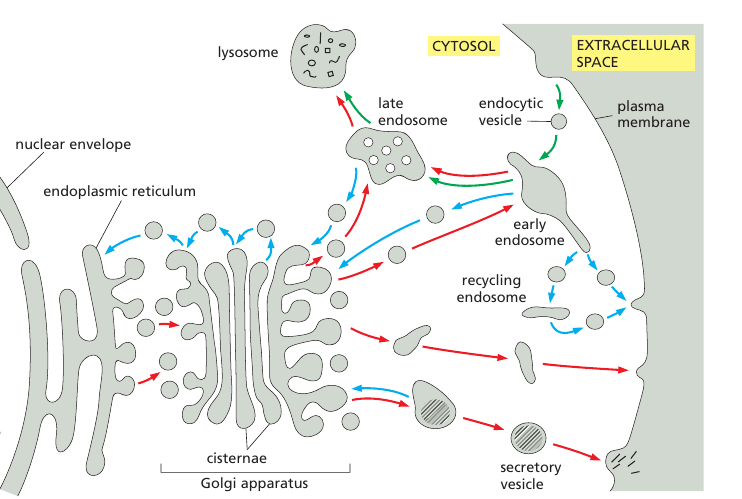 lysosome
CYTOSOL
EXTRACELLULAR
SPACE
late
endosome
endocytic
vesicle
plasma
membrane
nuclear envelope
endoplasmic reticulum
early
endosome
recycling
endosome
cisternae
Golgi apparatus
secretory
vesicle